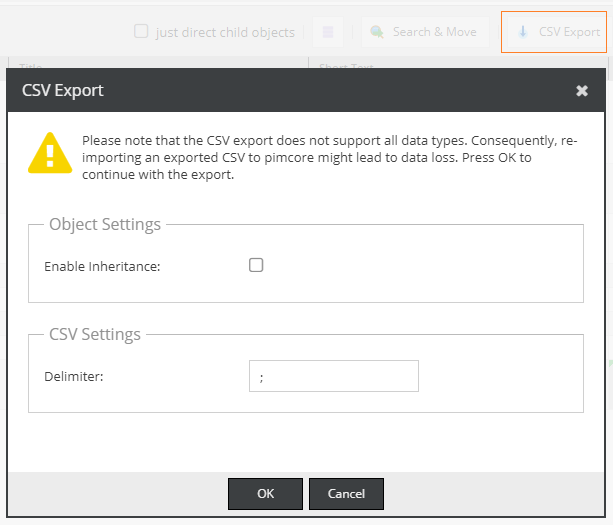 just direct child objects
Search & Move
CSV Export
Title
Short Text
CSV Export
Please note that the CSV export does not support all data types. Consequently, re-
importing an exported CSV to pimcore might lead to data loss. Press OK to
continue with the export.
Object Settings
Enable Inheritance:
CSV Settings
Delimiter:
;
OK
Cancel